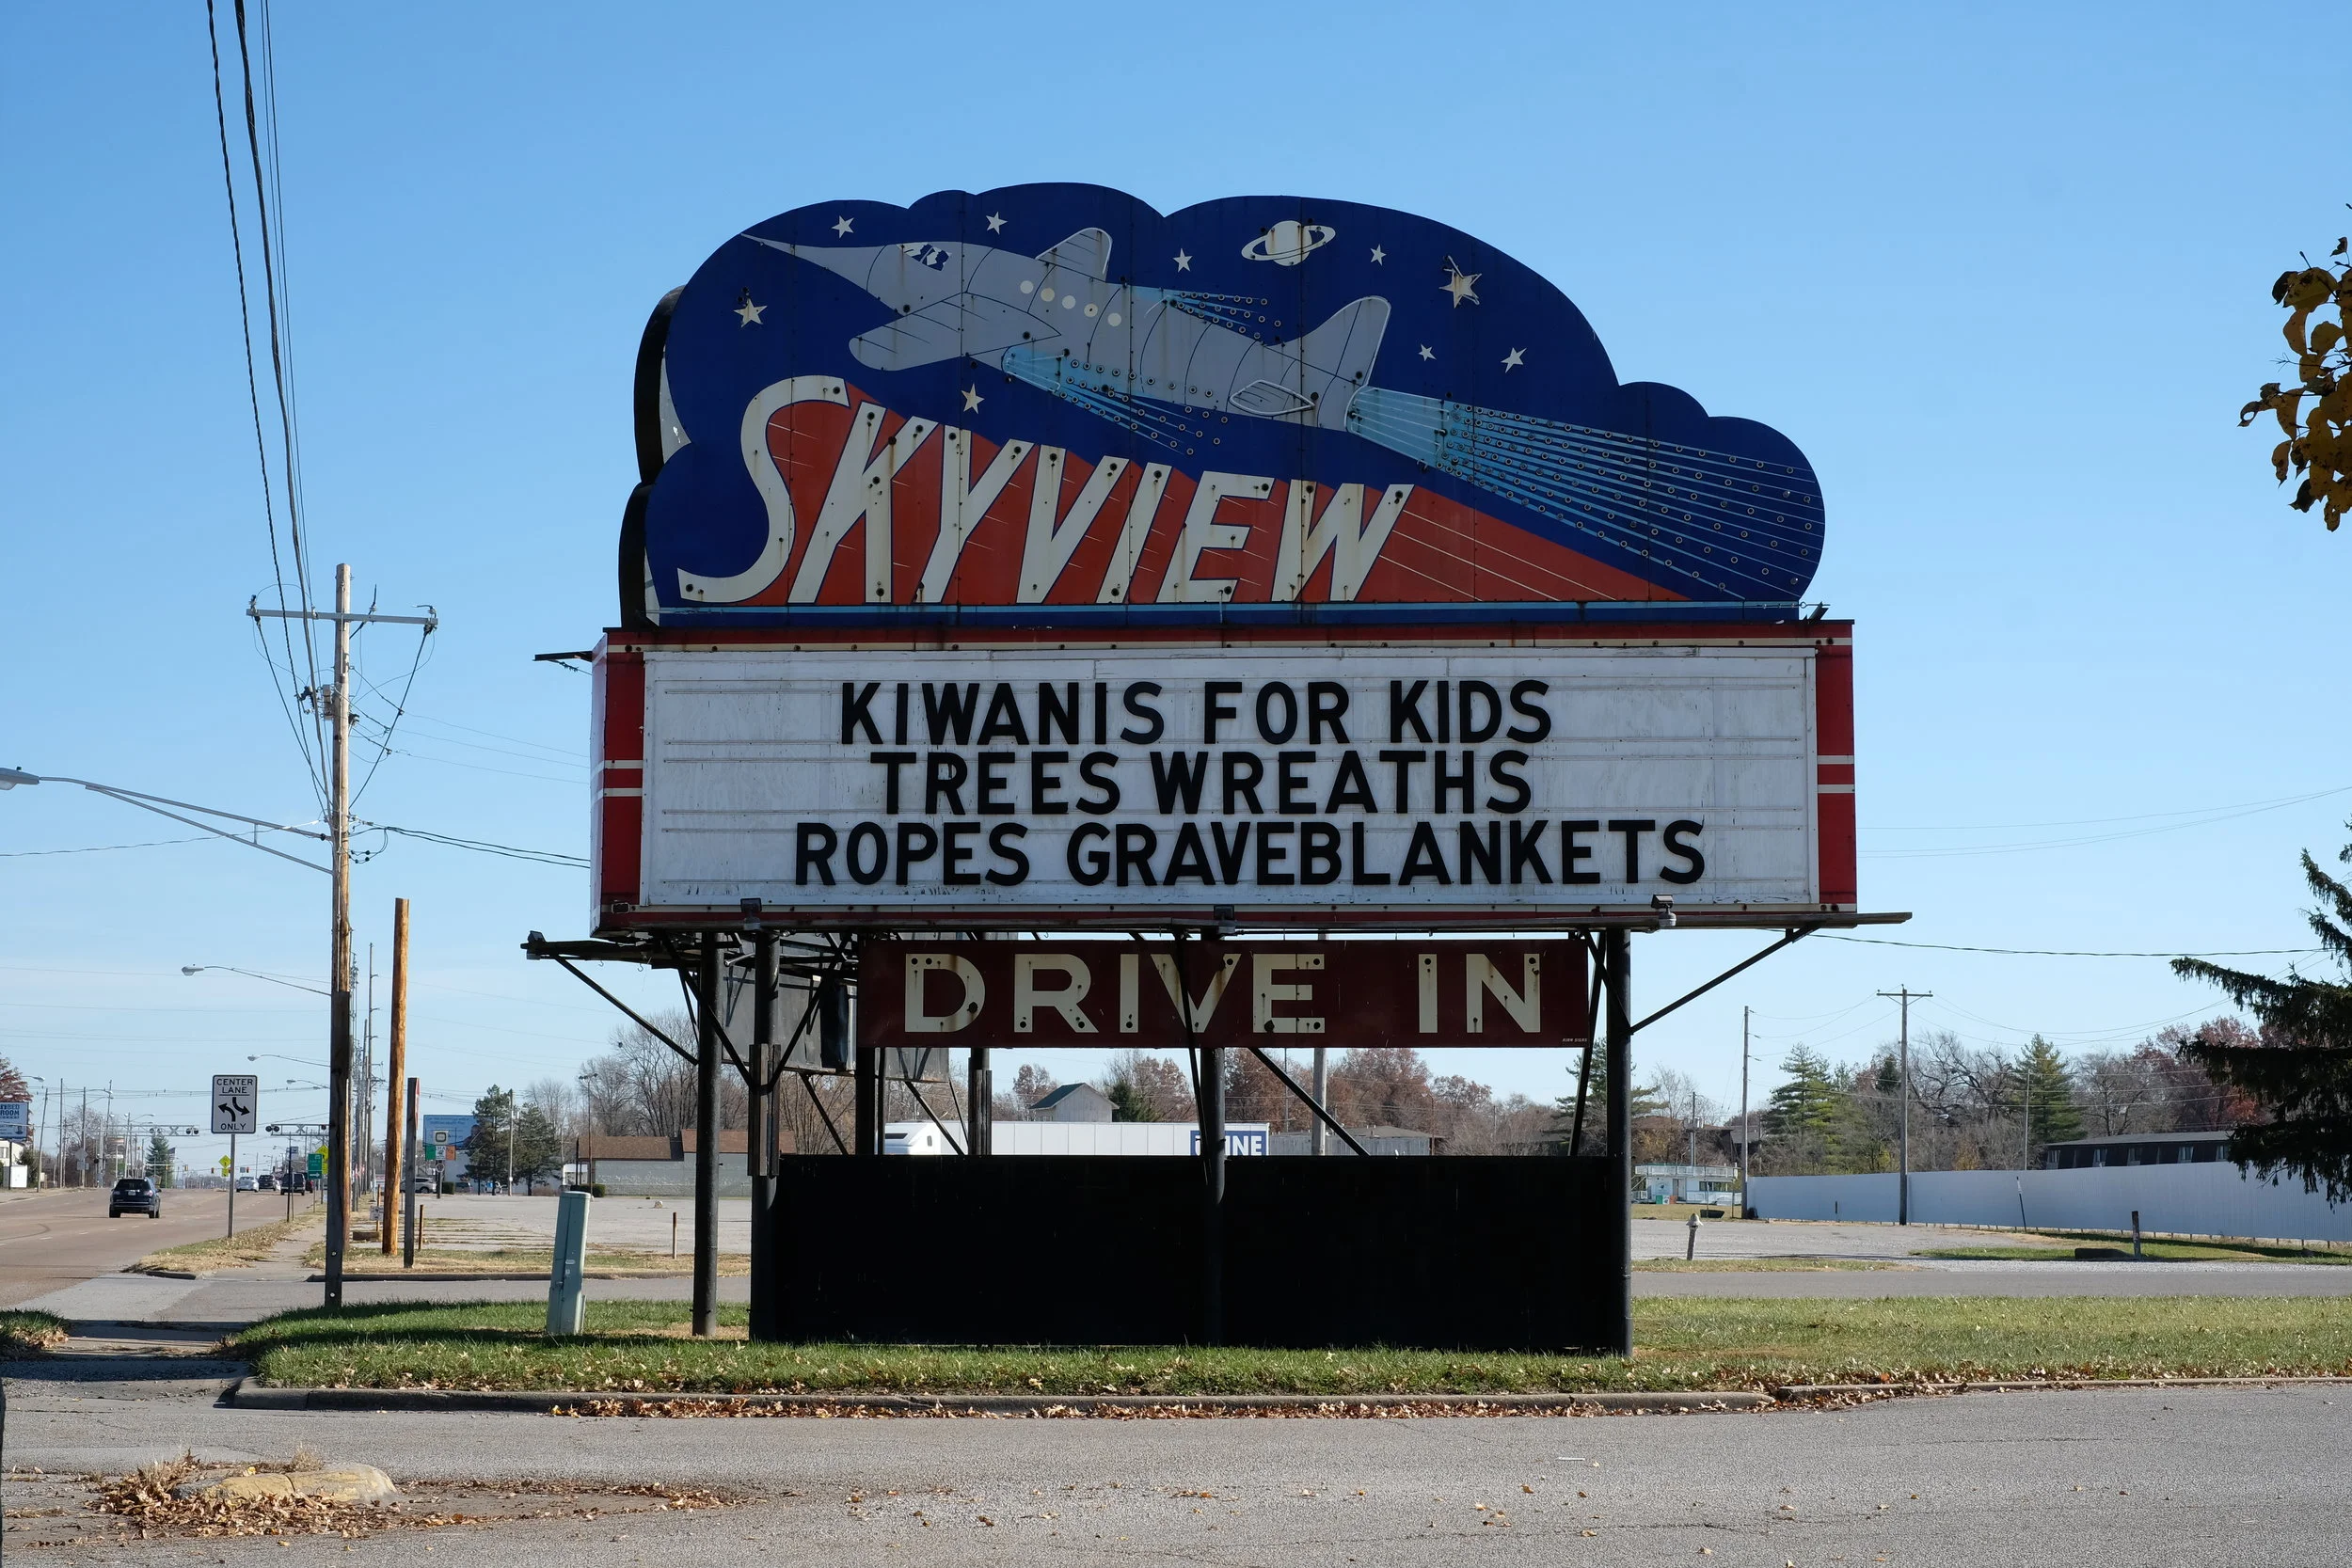 SKYVIEW
KIWANIS FOR KIDS
TREES WREATHS
ROPES GRAVEBLANKETS
DRIVE IN
CENTER
LANE
ONLY